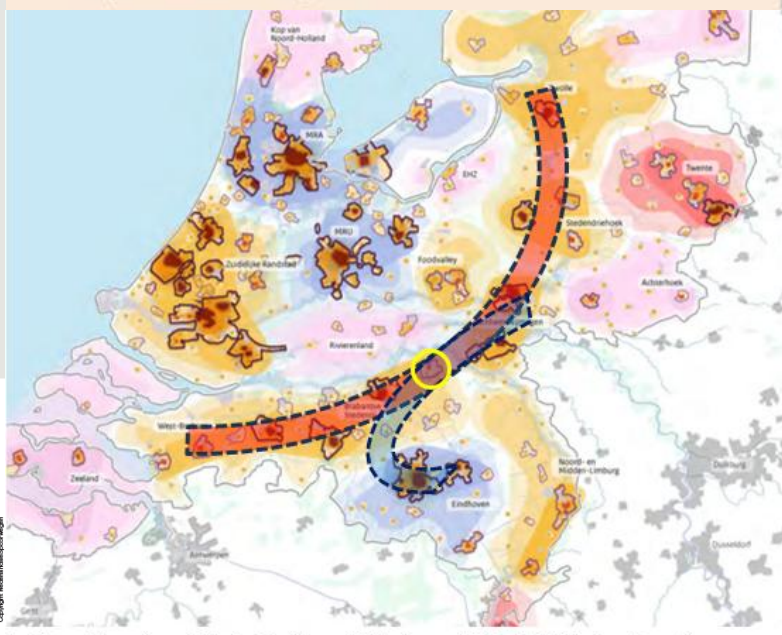 Kop van
Noord-Holland
Zwolle
MRA
EHZ
Twente
Stedendriehoek
MRU
Foodvalley
Zuidelijke Randstad
Achterhoek
Rivierenland
Zeeland
Noord- en
Midden-Limburg
Eindhoven
Duisburg
Dusseldorf
Antwerpen
Gent